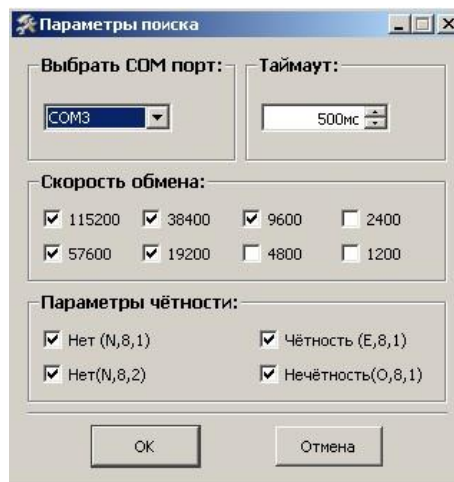 Параметры поиска
Выбрать COM порт: Таймаут:
COM3 500мс
Скорость обмена:
115200 38400 9600 2400
57600 19200 4800 1200
Параметры чётности:
Нет (N,8,1) Чётность (E,8,1)
Нет(N,8,2) Нечётность(O,8,1)
OK Отмена